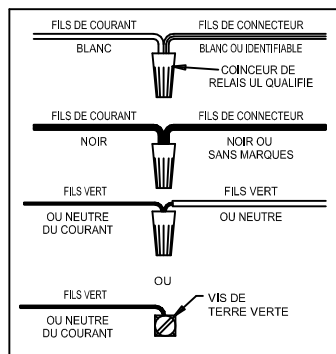 FILS DE COURANT
FILS DE CONNECTEUR
BLANC
BLANC OU IDENTIFIABLE
COINCEUR DE
RELAIS UL QUALIFIE
FILS DE COURANT
FILS DE CONNECTEUR
NOIR
NOIR OU
SANS MARQUES
FILS VERT
FILS VERT
OU NEUTRE
DU COURANT
OU NEUTRE
OU
FILS VERT
VIS DE
TERRE VERTE
OU NEUTRE
DU COURANT